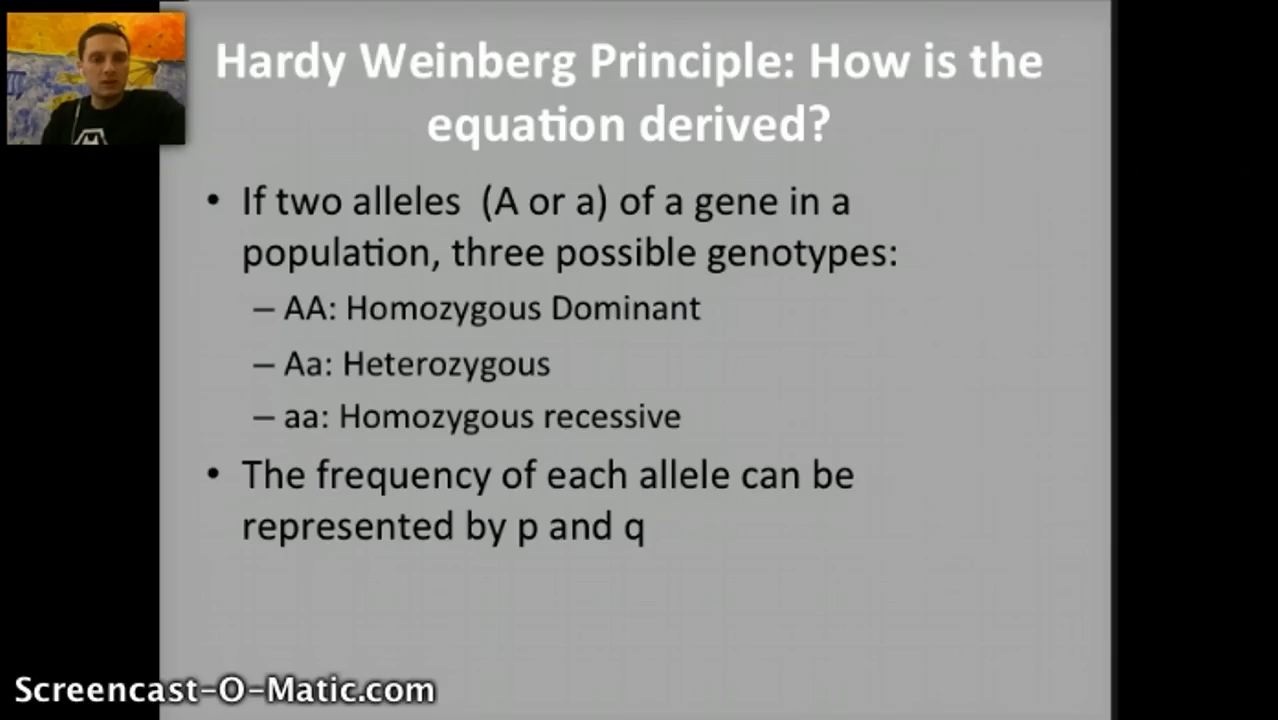 Hardy Weinberg Principle: How is the
equation derived?
• If two alleles (A or a) of a gene in a
population, three possible genotypes:
– AA: Homozygous Dominant
– Aa: Heterozygous
– aa: Homozygous recessive
• The frequency of each allele can be
represented by p and q
Screencast-O-Matic.com